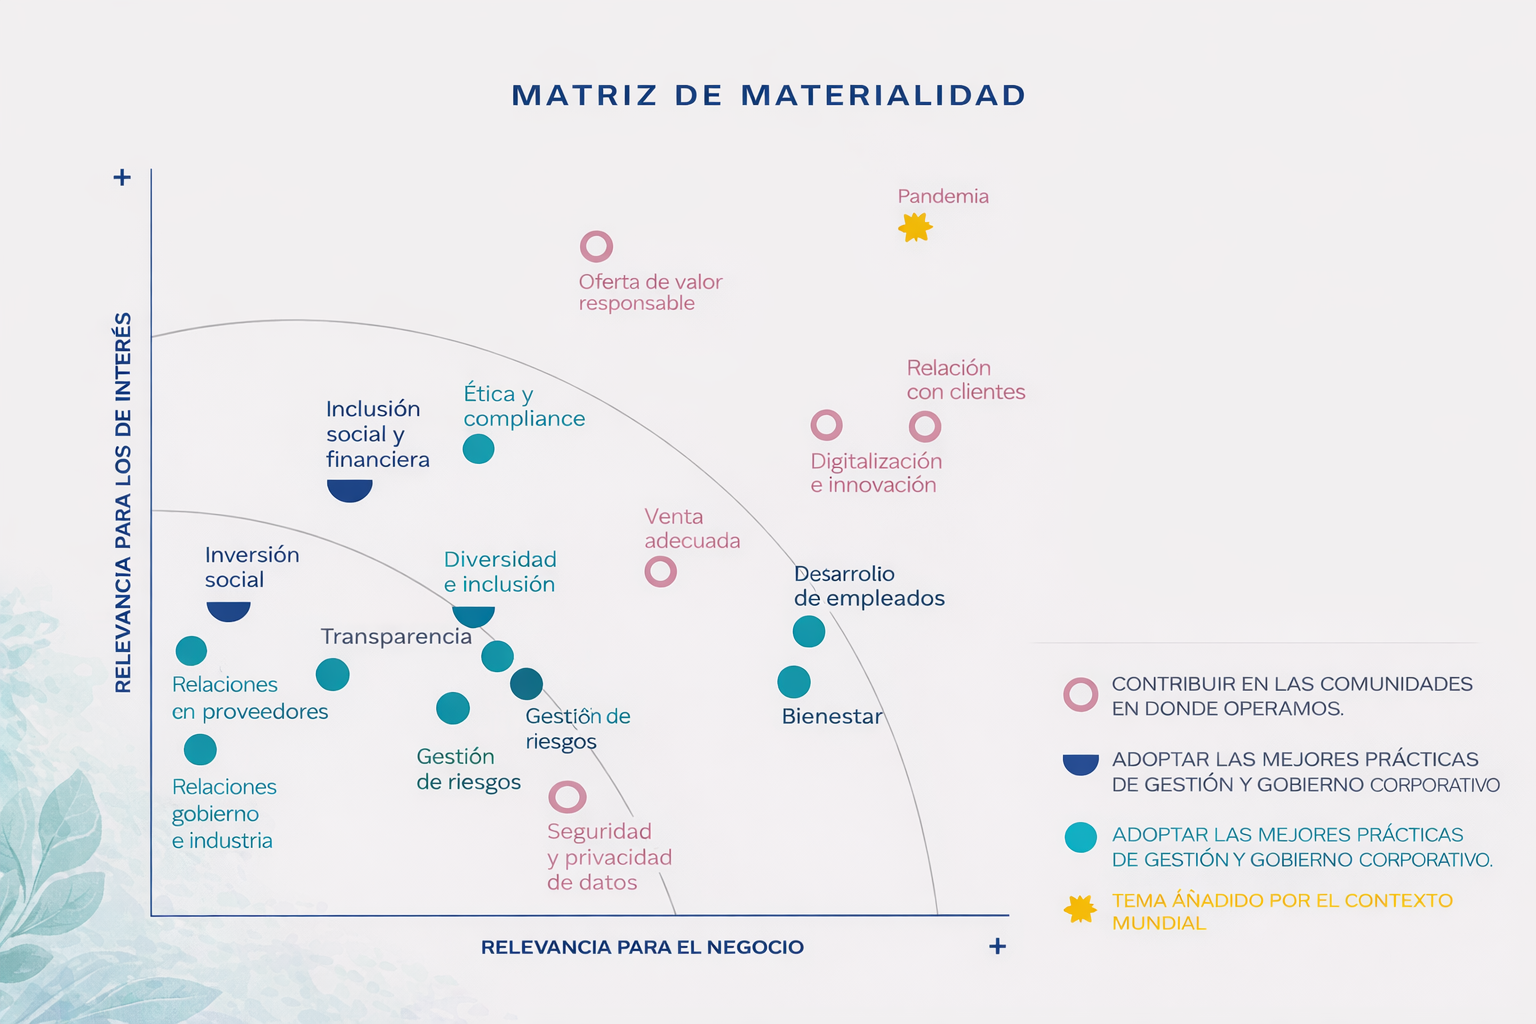 MATRIZ DE MATERIALIDAD
+
RELEVANCIA PARA LOS DE INTERÉS
Pandemia
Oferta de valor
responsable
Relación
con clientes
Digitalización
e innovación
Ética y
compliance
Inclusión
social y
financiera
Venta
adecuada
Inversión
social
Diversidad
e inclusión
Desarrollo
de empleados
Transparencia
Relaciones
cn proveedores
Bienestar
Gestiôn de
riesgos
Gestión
de riesgos
Relaciones
gobierno
e industria
Seguridad
y privacidad
de datos
RELEVANCIA PARA EL NEGOCIO
+
CONTRIBUIR EN LAS COMUNIDADES
EN DONDE OPERAMOS.
ADOPTAR LAS MEJORES PRÁCTICAS
DE GESTIÓN Y GOBIERNO CORPORATIVO
ADOPTAR LAS MEJORES PRÁCTICAS
DE GESTIÓN Y GOBIERNO CORPORATIVO.
TEMA ÁÑADIDO POR EL CONTEXTO
MUNDIAL